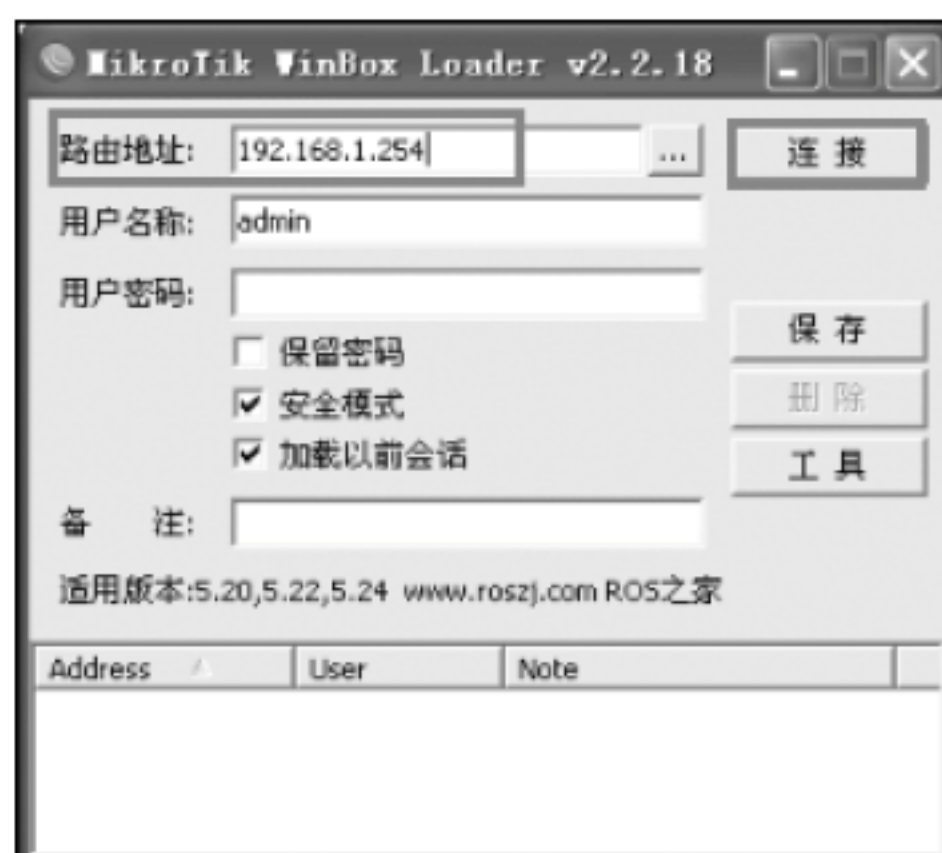 MikroTik WinBox Loader v2.2.18
路由地址: 192.168.1.254 ... 连接
用户名称: admin
用户密码:
保留密码 保存
安全模式 删除
加载以前会话 工具
备 注:
适用版本:5.20,5.22,5.24 www.roszj.com ROS之家
Address User Note